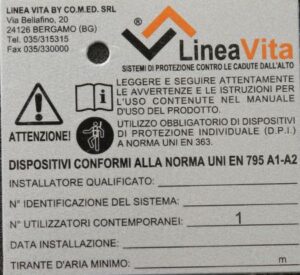 LINEA VITA BY CO.M.ED. SRL
Via Bellafino, 20
24126 BERGAMO (BG)
Tel. 035/315315
Fax 035/330000
LineaVita
SISTEMI DI PROTEZIONE CONTRO LE CADUTE DALL'ALTO
ATTENZIONE!
LEGGERE E SEGUIRE ATTENTAMENTE
LE AVVERTENZE E LE ISTRUZIONI PER
L'USO CONTENUTE NEL MANUALE
D'USO DEL PRODOTTO.
UTILIZZO OBBLIGATORIO DI DISPOSITIVI
DI PROTEZIONE INDIVIDUALE (D.P.I.)
A NORMA UNI EN 363.
DISPOSITIVI CONFORMI ALLA NORMA UNI EN 795 A1-A2
INSTALLATORE QUALIFICATO:
N° IDENTIFICAZIONE DEL SISTEMA:
N° UTILIZZATORI CONTEMPORANEI: 1
DATA INSTALLAZIONE:
TIRANTE D'ARIA MINIMO: m